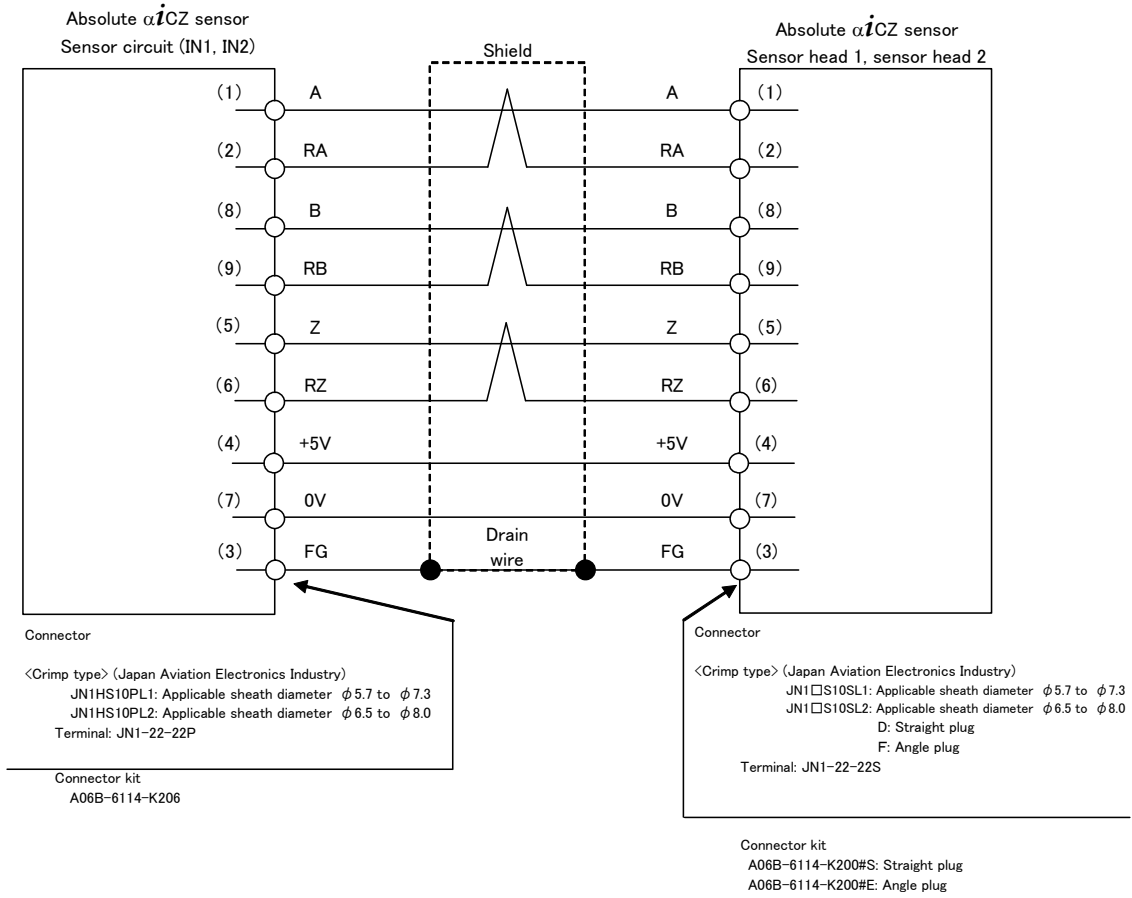 Absolute αiCZ sensor
Sensor circuit (IN1, IN2)
Absolute αiCZ sensor
Sensor head 1, sensor head 2
Shield
(1) A A (1)
(2) RA RA (2)
(8) B B (8)
(9) RB RB (9)
(5) Z Z (5)
(6) RZ RZ (6)
(4) +5V +5V (4)
(7) 0V 0V (7)
(3) FG Drain wire FG (3)
Connector
<Crimp type> (Japan Aviation Electronics Industry)
JN1HS10PL1: Applicable sheath diameter φ5.7 to φ7.3
JN1HS10PL2: Applicable sheath diameter φ6.5 to φ8.0
Terminal: JN1-22-22P
Connector kit
A06B-6114-K206
Connector
<Crimp type> (Japan Aviation Electronics Industry)
JN1□S10SL1: Applicable sheath diameter φ5.7 to φ7.3
JN1□S10SL2: Applicable sheath diameter φ6.5 to φ8.0
D: Straight plug
F: Angle plug
Terminal: JN1-22-22S
Connector kit
A06B-6114-K200#S: Straight plug
A06B-6114-K200#E: Angle plug